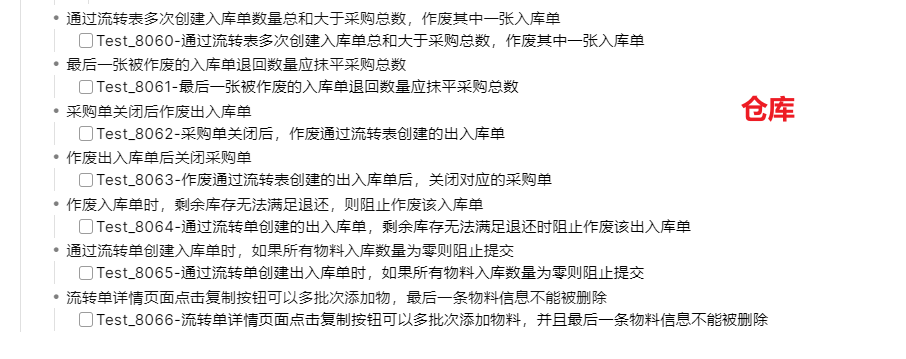 通过流转表多次创建入库单数量总和大于采购总数，作废其中一张入库单
Test_8060-通过流转表多次创建入库单总和大于采购总数，作废其中一张入库单
最后一张被作废的入库单退回数量应抹平采购总数
Test_8061-最后一张被作废的入库单退回数量应抹平采购总数
仓库
采购单关闭后作废出入库单
Test_8062-采购单关闭后，作废通过流转表创建的出入库单
作废出入库单后关闭采购单
Test_8063-作废通过流转表创建的出入库单后，关闭对应的采购单
作废入库单时，剩余库存无法满足退还，则阻止作废该入库单
Test_8064-通过流转单创建的出入库单，剩余库存无法满足退还时阻止作废该出入库单
通过流转单创建入库单时，如果所有物料入库数量为零则阻止提交
Test_8065-通过流转单创建出入库单时，如果所有物料入库数量为零则阻止提交
流转单详情页面点击复制按钮可以多批次添加物，最后一条物料信息不能被删除
Test_8066-流转单详情页面点击复制按钮可以多批次添加物料，并且最后一条物料信息不能被删除